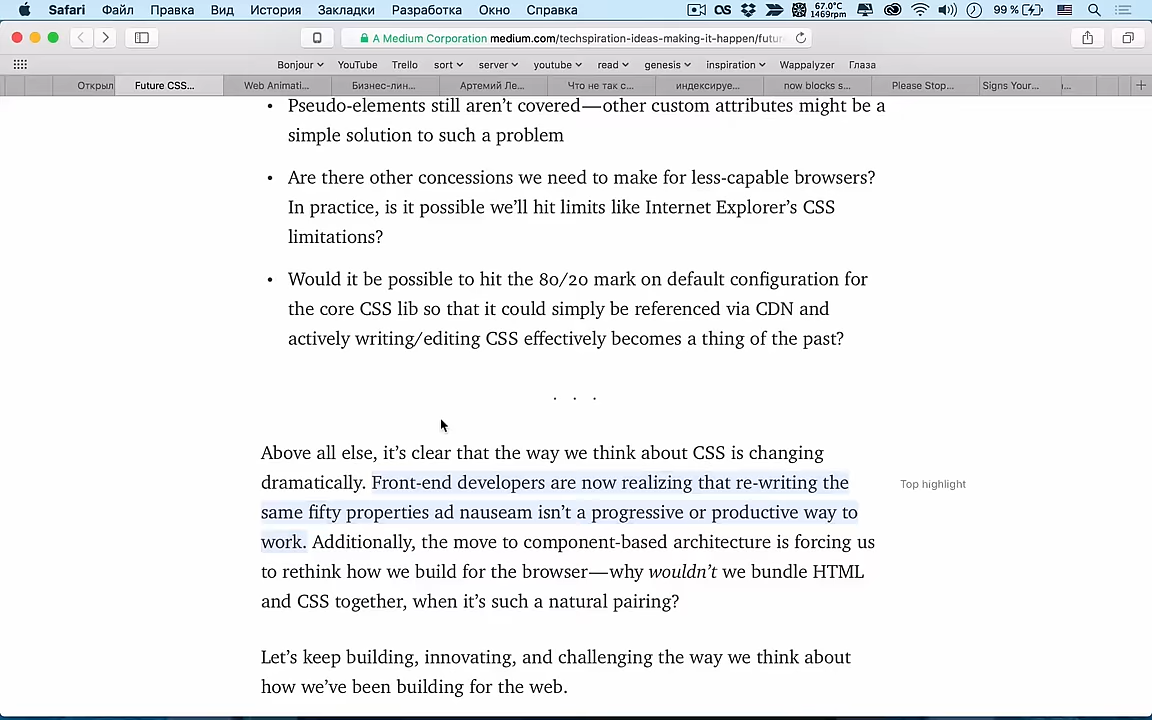 Safari Файл Правка Вид История Закладки Разработка Окно Справка 67.0°C 1469rpm 99 %
A Medium Corporation medium.com/techspiration-ideas-making-it-happen/futur
Bonjour YouTube Trello sort server youtube read genesis inspiration Wappalyzer Глаза
Открыл Future CSS... Web Animati... Бизнес-лин... Артемий Ле... Что не так с... индексируе... now blocks s... Please Stop... Signs Your...
• Pseudo-elements still aren’t covered — other custom attributes might be a
simple solution to such a problem
• Are there other concessions we need to make for less-capable browsers?
In practice, is it possible we’ll hit limits like Internet Explorer’s CSS
limitations?
• Would it be possible to hit the 80/20 mark on default configuration for
the core CSS lib so that it could simply be referenced via CDN and
actively writing/editing CSS effectively becomes a thing of the past?
. . .
Above all else, it’s clear that the way we think about CSS is changing
dramatically. Front-end developers are now realizing that re-writing the
Top highlight
same fifty properties ad nauseam isn’t a progressive or productive way to
work. Additionally, the move to component-based architecture is forcing us
to rethink how we build for the browser — why wouldn’t we bundle HTML
and CSS together, when it’s such a natural pairing?
Let’s keep building, innovating, and challenging the way we think about
how we’ve been building for the web.